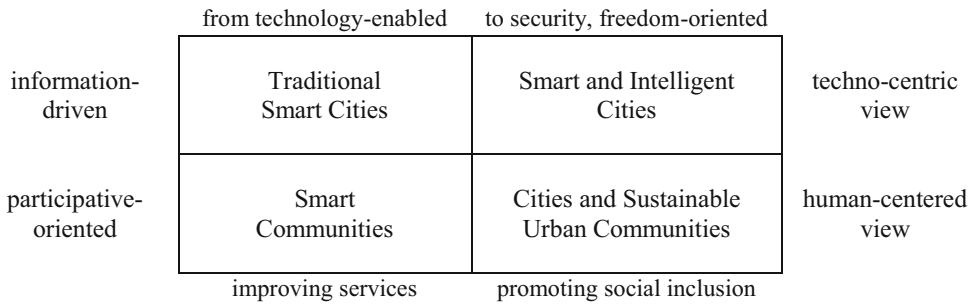 from technology-enabled to security, freedom-oriented
information-
driven
Traditional
Smart Cities
Smart and Intelligent
Cities
techno-centric
view
participative-
oriented
Smart
Communities
Cities and Sustainable
Urban Communities
human-centered
view
improving services promoting social inclusion